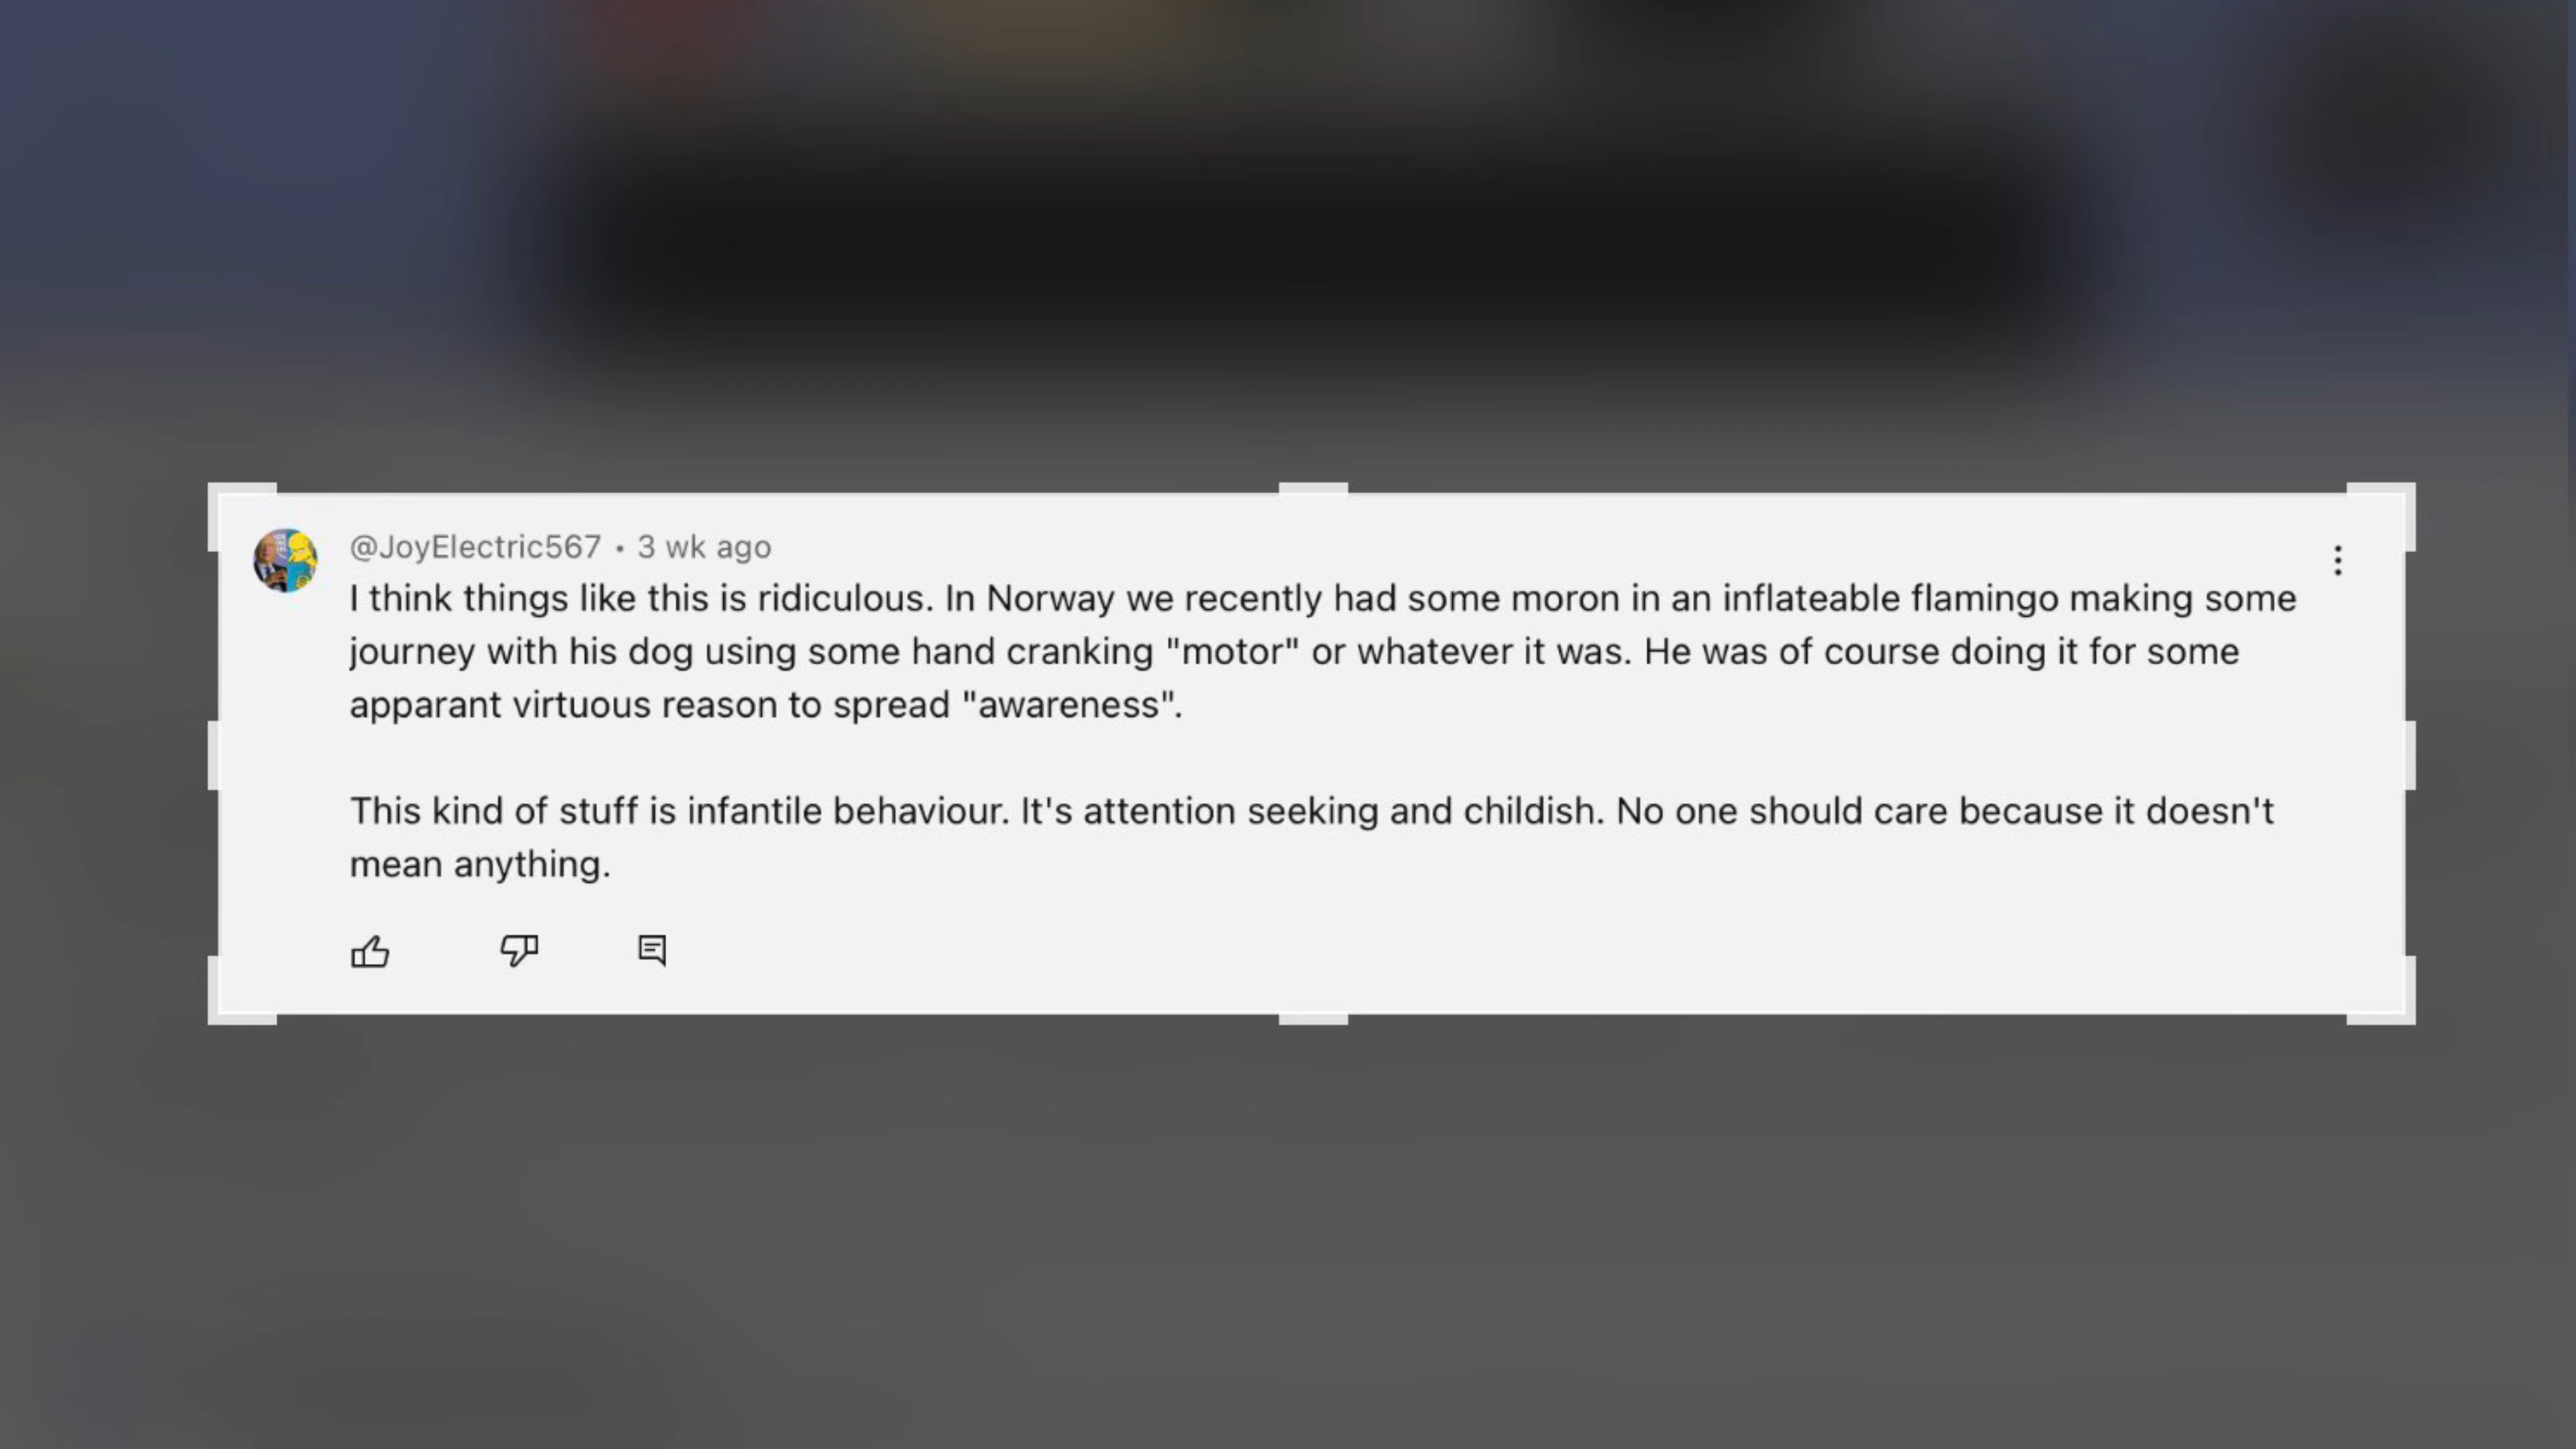 @JoyElectric567 • 3 wk ago
I think things like this is ridiculous. In Norway we recently had some moron in an inflateable flamingo making some
journey with his dog using some hand cranking "motor" or whatever it was. He was of course doing it for some
apparant virtuous reason to spread "awareness".
This kind of stuff is infantile behaviour. It's attention seeking and childish. No one should care because it doesn't
mean anything.